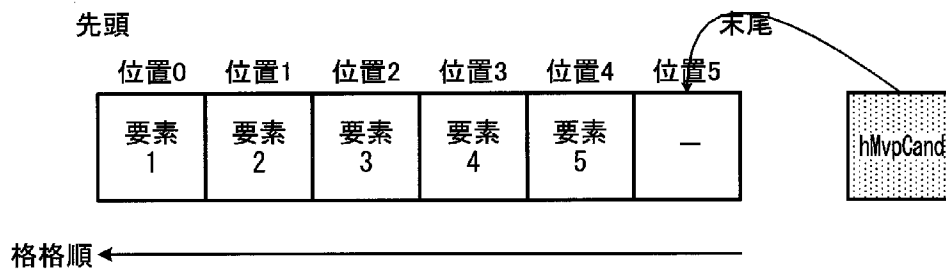 先頭
末尾
位置0 位置1 位置2 位置3 位置4 位置5
要素 要素 要素 要素 要素 －
1 2 3 4 5
hMvpCand
格格順